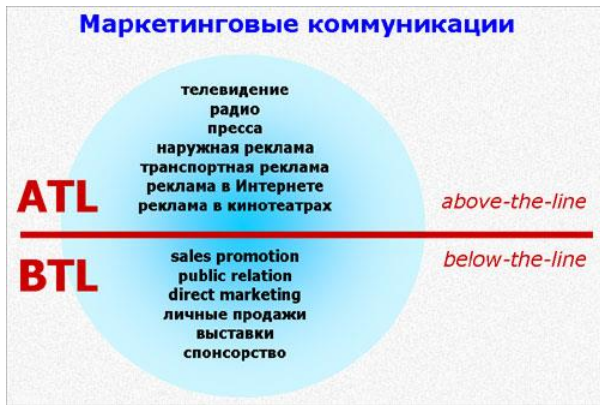 Маркетинговые коммуникации
телевидение
радио
пресса
наружная реклама
транспортная реклама
реклама в Интернете
реклама в кинотеатрах
ATL
above-the-line
BTL
below-the-line
sales promotion
public relation
direct marketing
личные продажи
выставки
спонсорство